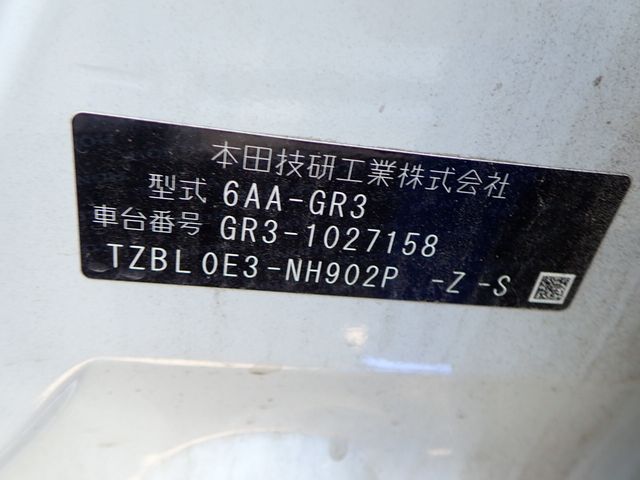 本田技研工業株式会社
型式 6AA-GR3
車台番号 GR3-1027158
TZBL0E3-NH902P -Z-S